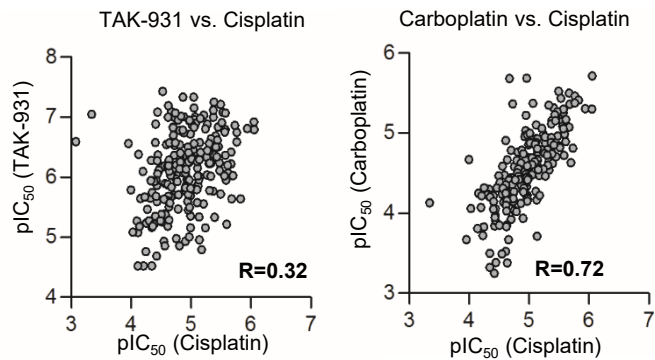 TAK-931 vs. Cisplatin
8
7
6
5
4
pIC50 (TAK-931)
R=0.32
3 4 5 6 7
pIC50 (Cisplatin)
Carboplatin vs. Cisplatin
6
5
4
3
pIC50 (Carboplatin)
R=0.72
3 4 5 6 7
pIC50 (Cisplatin)